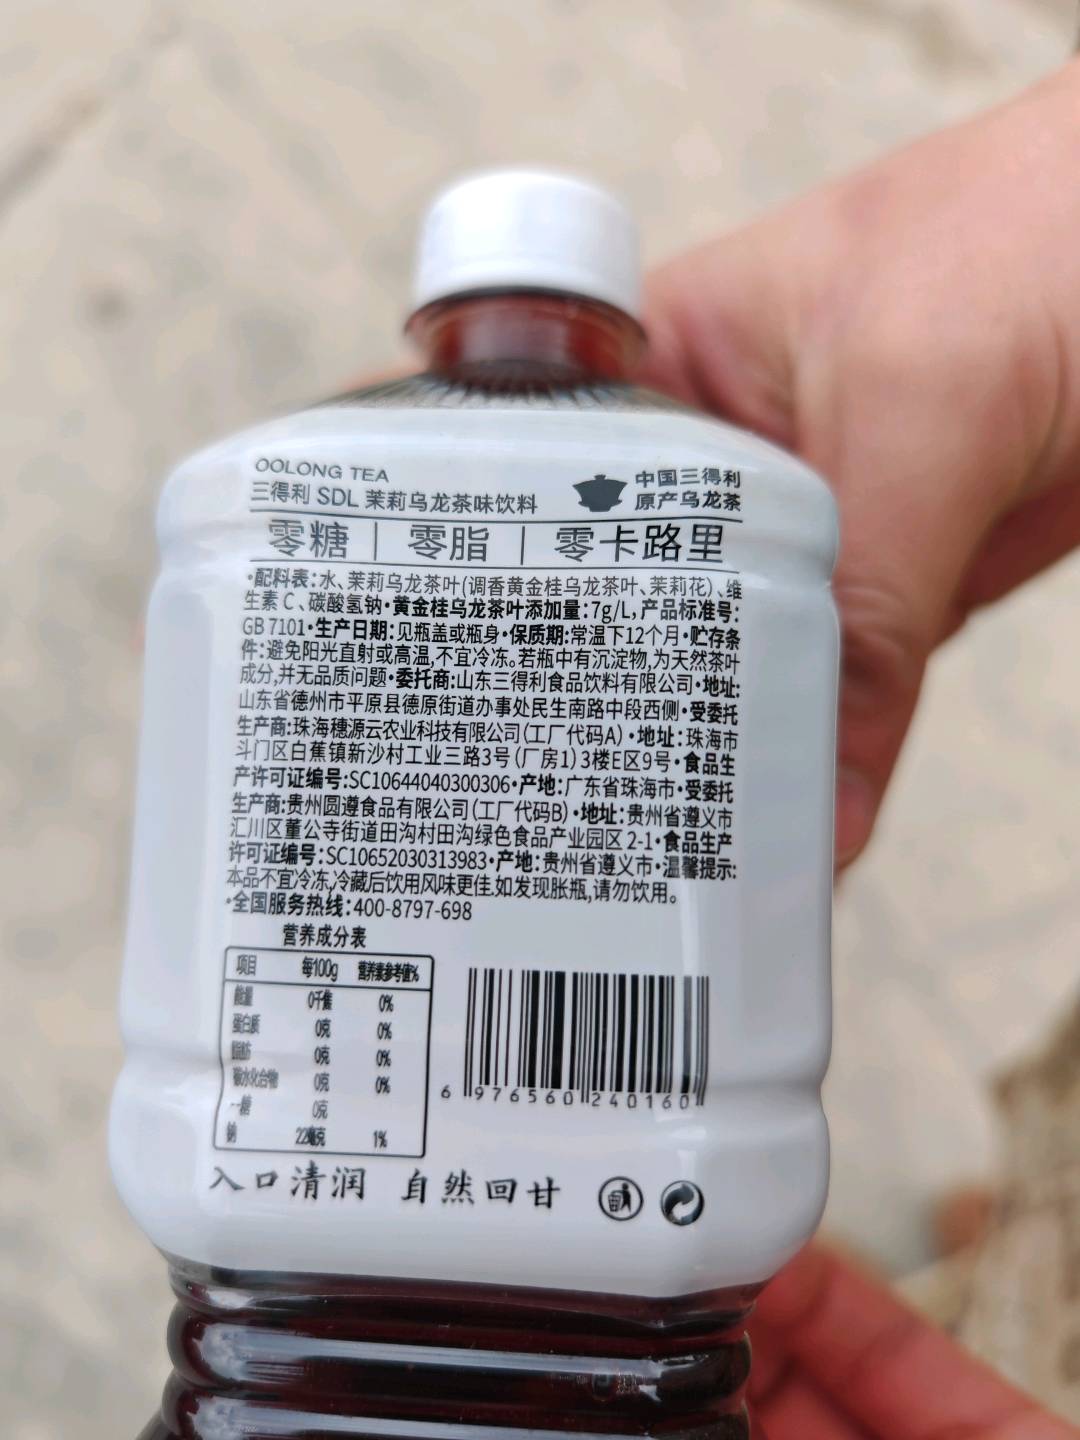 OOLONG TEA
三得利 SDL 茉莉乌龙茶味饮料
中国三得利
原产乌龙茶
零糖 | 零脂 | 零卡路里
•配料表:水、茉莉乌龙茶叶(调香黄金桂乌龙茶叶、茉莉花)、维
生素 C、碳酸氢钠•黄金桂乌龙茶叶添加量:7g/L,产品标准号:
GB 7101•生产日期:见瓶盖或瓶身•保质期:常温下12个月•贮存条
件:避免阳光直射或高温,不宜冷冻。若瓶中有沉淀物,为天然茶叶
成分,并无品质问题•委托商:山东三得利食品饮料有限公司•地址:
山东省德州市平原县德原街道办事处民生南路中段西侧•受委托
生产商:珠海穗源云农业科技有限公司(工厂代码A)•地址:珠海市
斗门区白蕉镇新沙村工业三路3号(厂房1)3楼E区9号•食品生
产许可证编号:SC10644040300306•产地:广东省珠海市•受委托
生产商:贵州圆遵食品有限公司(工厂代码B)•地址:贵州省遵义市
汇川区董公寺街道田沟村田沟绿色食品产业园区 2-1•食品生产
许可证编号:SC10652030313983•产地:贵州省遵义市•温馨提示:
本品不宜冷冻,冷藏后饮用风味更佳.如发现胀瓶,请勿饮用。
•全国服务热线:400-8797-698
营养成分表
项目 每100g 营养素参考值%
能量 0千焦 0%
蛋白质 0克 0%
脂肪 0克 0%
碳水化合物 0克 0%
--糖 0克
钠 22毫克 1%
6 976560 240160
入口清润 自然回甘